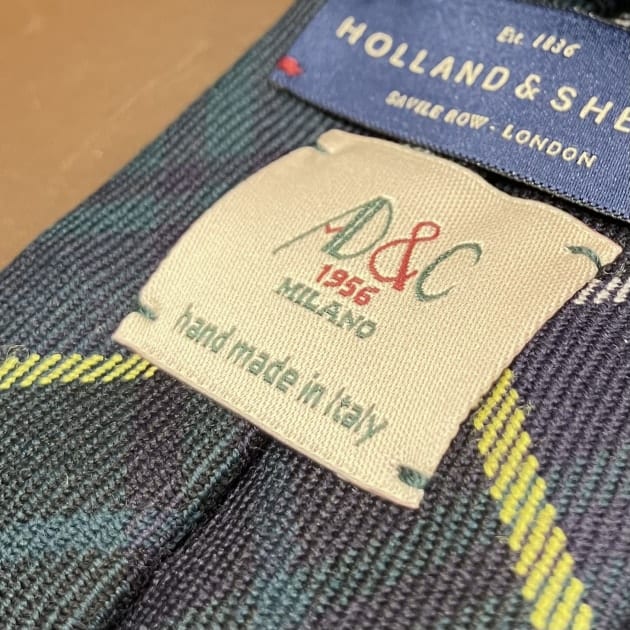 Est. 1836
HOLLAND & SHE
SAVILE ROW - LONDON
AD&C
1956
MILANO
hand made in Italy